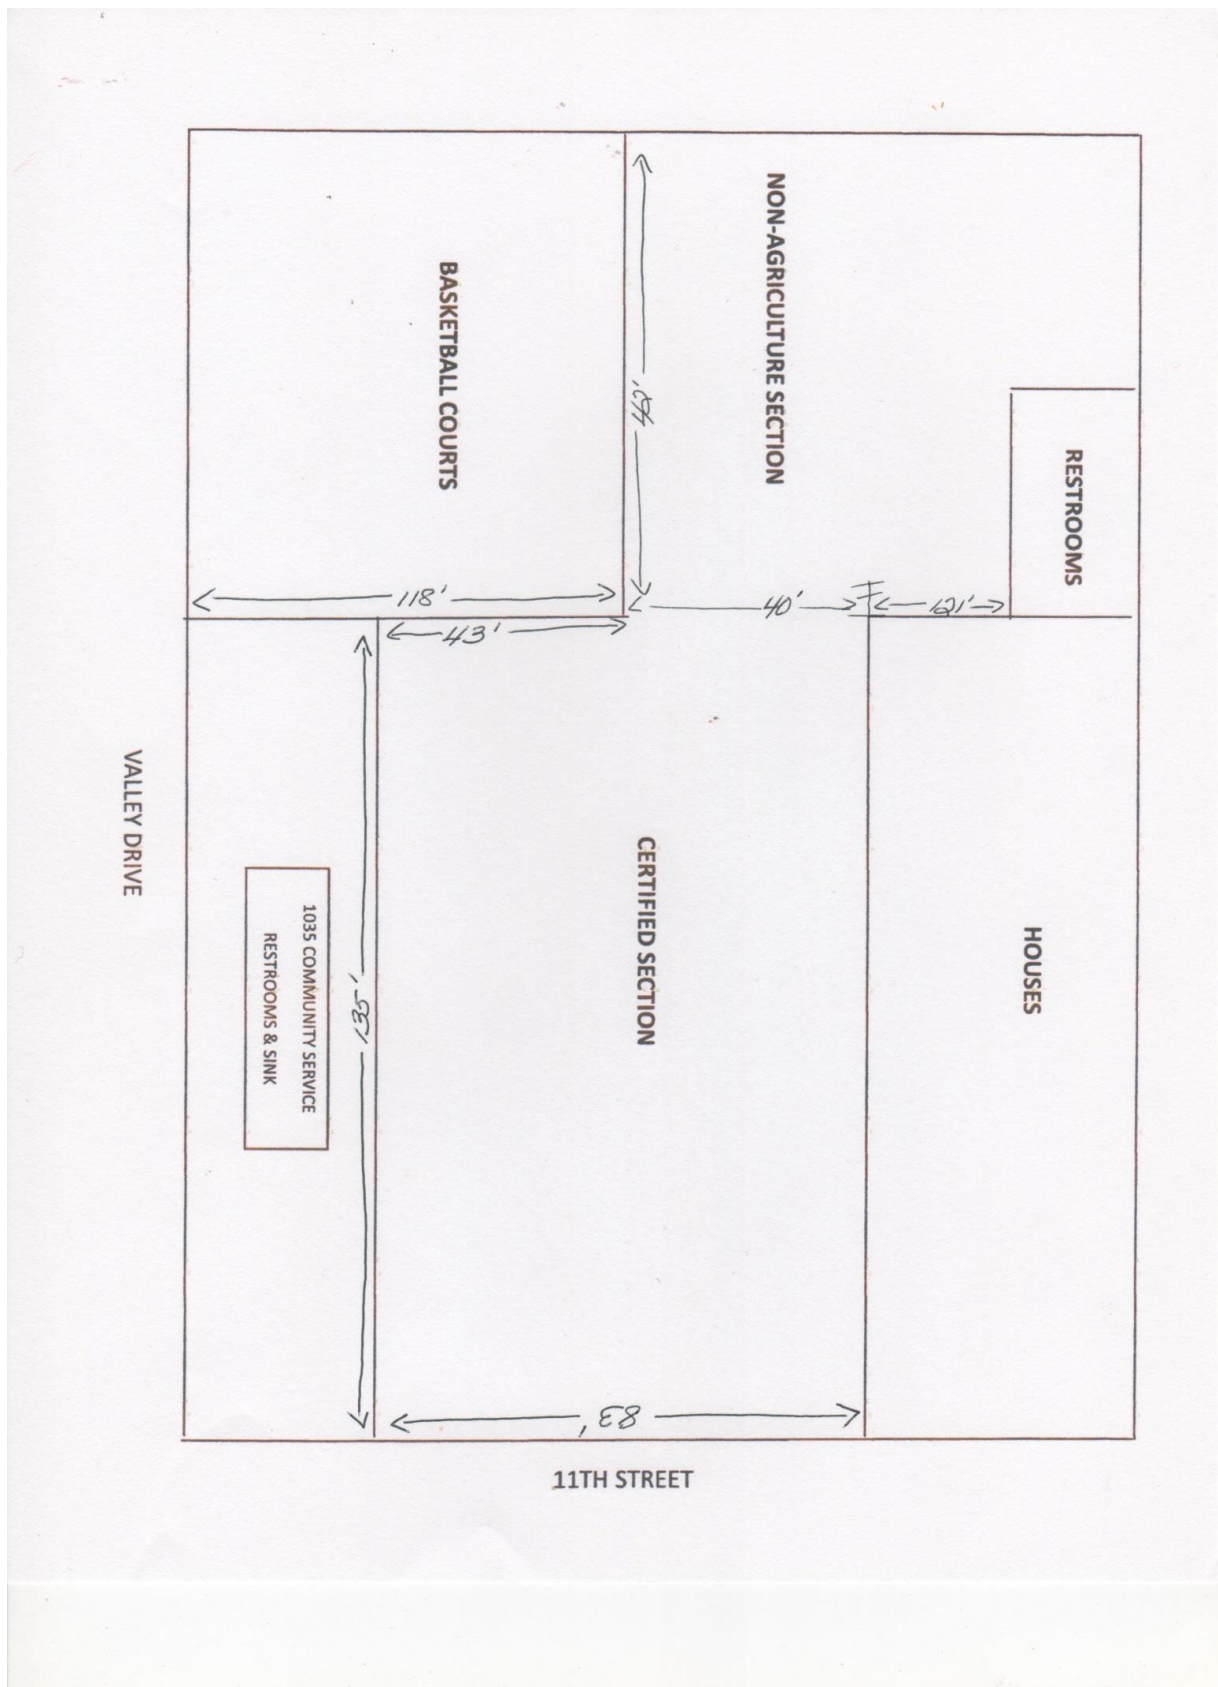 NON-AGRICULTURE SECTION
RESTROOMS
BASKETBALL COURTS
118'
43'
40'
121'
CERTIFIED SECTION
HOUSES
135'
1035 COMMUNITY SERVICE
RESTROOMS & SINK
VALLEY DRIVE
83'
11TH STREET